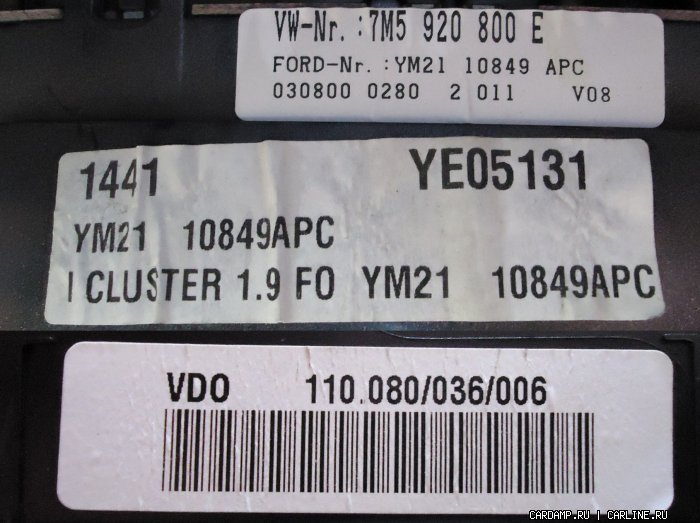 VW-Nr.:7M5 920 800 E
FORD-Nr.:YM21 10849 APC
030800 0280 2 011 V08
1441 YE05131
YM21 10849APC
I CLUSTER 1.9 FO YM21 10849APC
VDO 110.080/036/006
CARDAMP.RU | CARLINE.RU